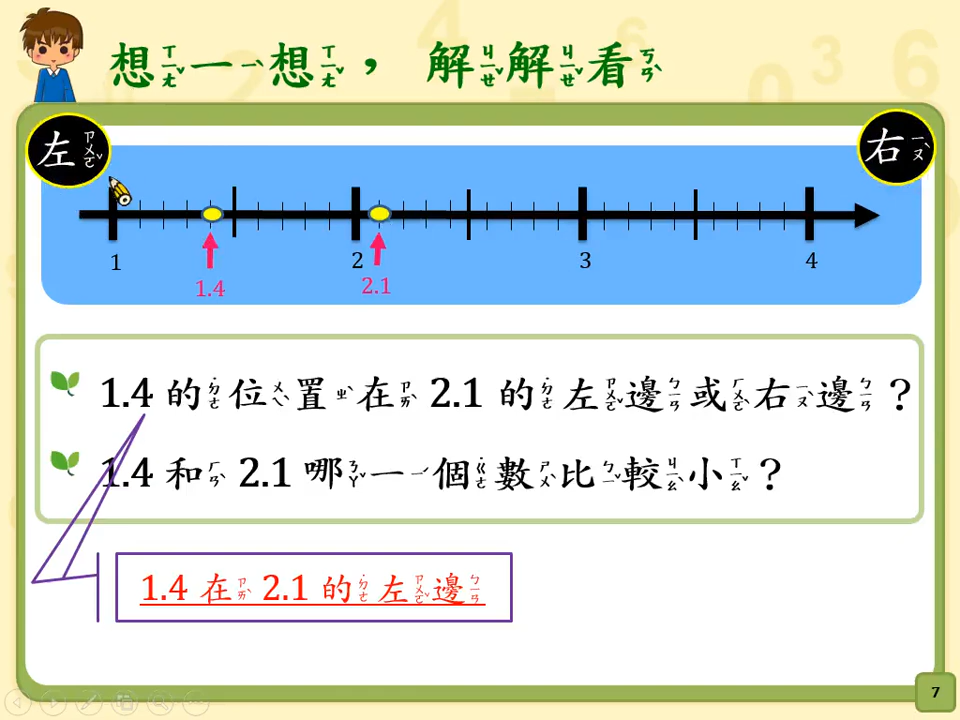 想一想，解解看
左
右
1 2 3 4
1.4 2.1
1.4的位置在2.1的左邊或右邊？
1.4和2.1哪一個數比較小？
1.4在2.1的左邊
7